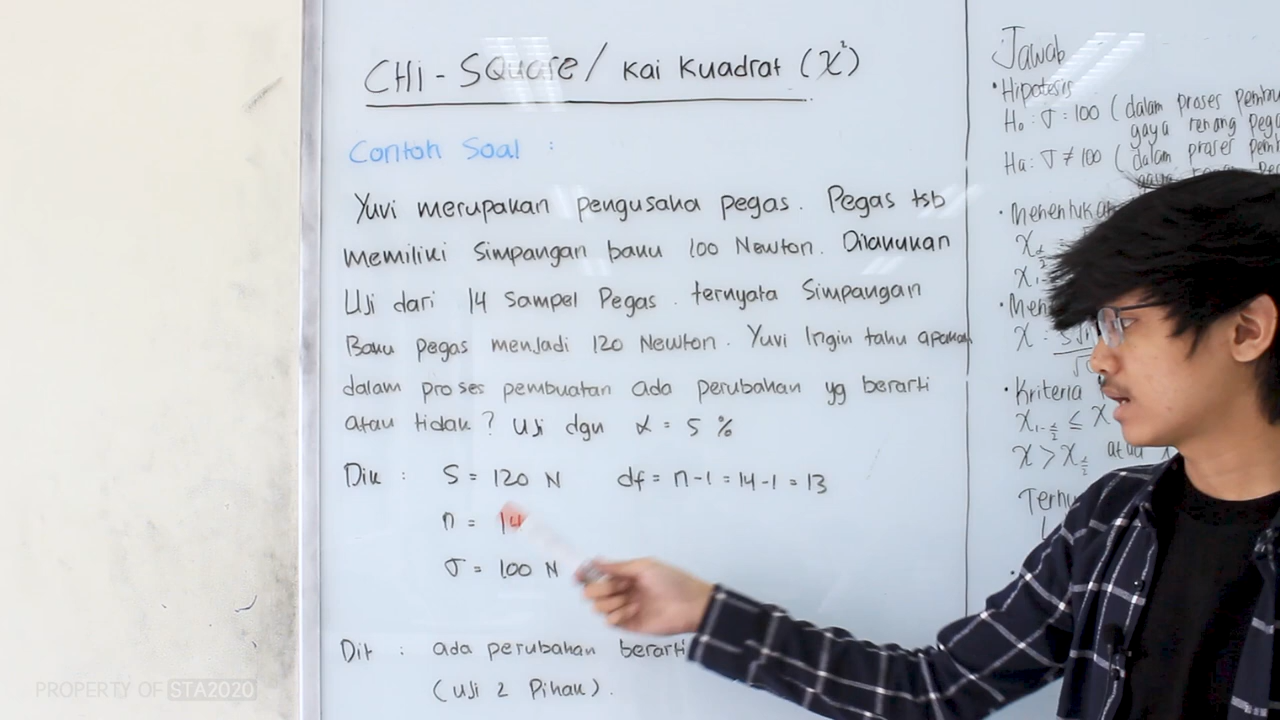 CHI - SQuare / Kai Kuadrat (χ²)
Contoh Soal :
Yuvi merupakan pengusaha pegas. Pegas tsb
memiliki Simpangan baku 100 Newton. Dilakukan
Uji dari 14 Sampel Pegas. ternyata Simpangan
Baku pegas menjadi 120 Newton. Yuvi Ingin tahu apakah
dalam proses pembuatan Ada perubahan yg berarti
atau tidak? Uji dgn α = 5 %
Dik : S = 120 N df = n-1 = 14-1 = 13
n = 14
σ = 100 N
Dit : ada perubahan berarti
(Uji 2 Pihak).
Jawab
• Hipotesis
H₀ : σ = 100 (dalam proses
gaya renang
Ha : σ ≠ 100 (dalam proses
• Menentukan
• Kriteria
X > X
atau
PROPERTY OF STA2020